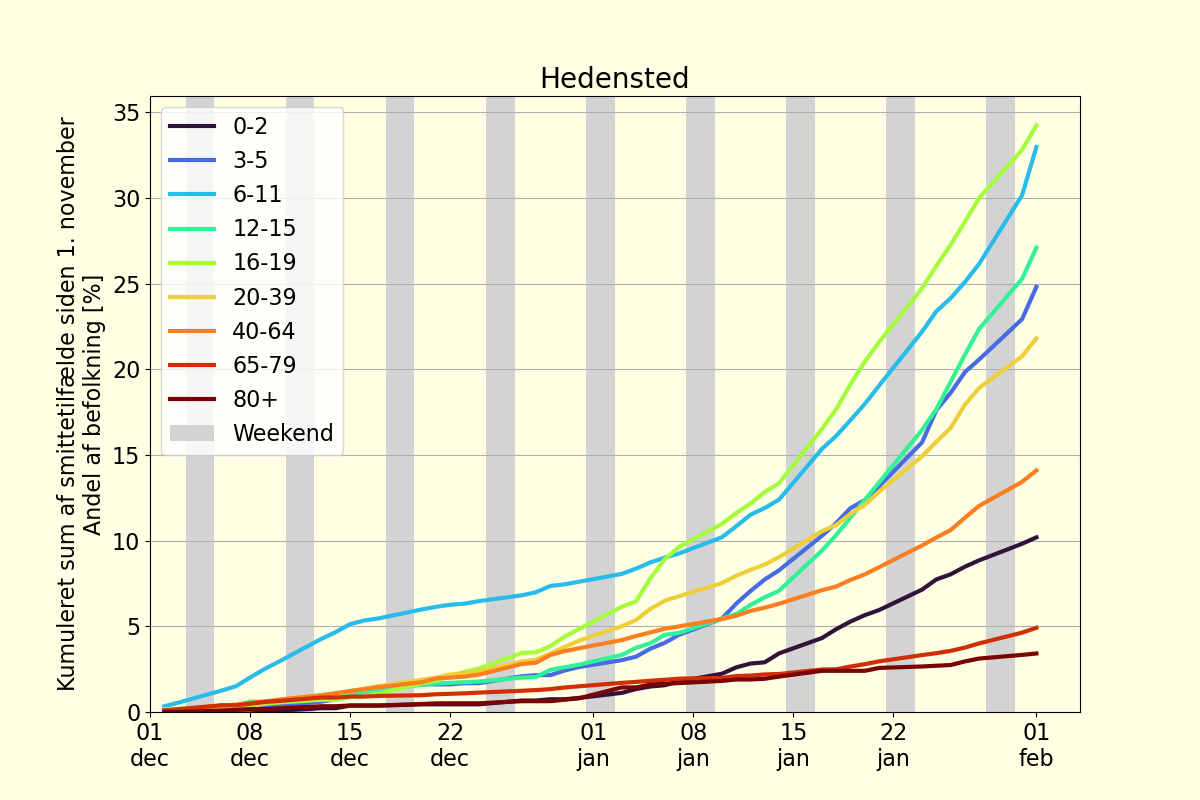 Hedensted
Kumuleret sum af smittetilfælde siden 1. november
Andel af befolkning [%]
35
30
25
20
15
10
5
0
0-2
3-5
6-11
12-15
16-19
20-39
40-64
65-79
80+
Weekend
01 08 15 22 01 08 15 22 01
dec dec dec dec jan jan jan jan feb